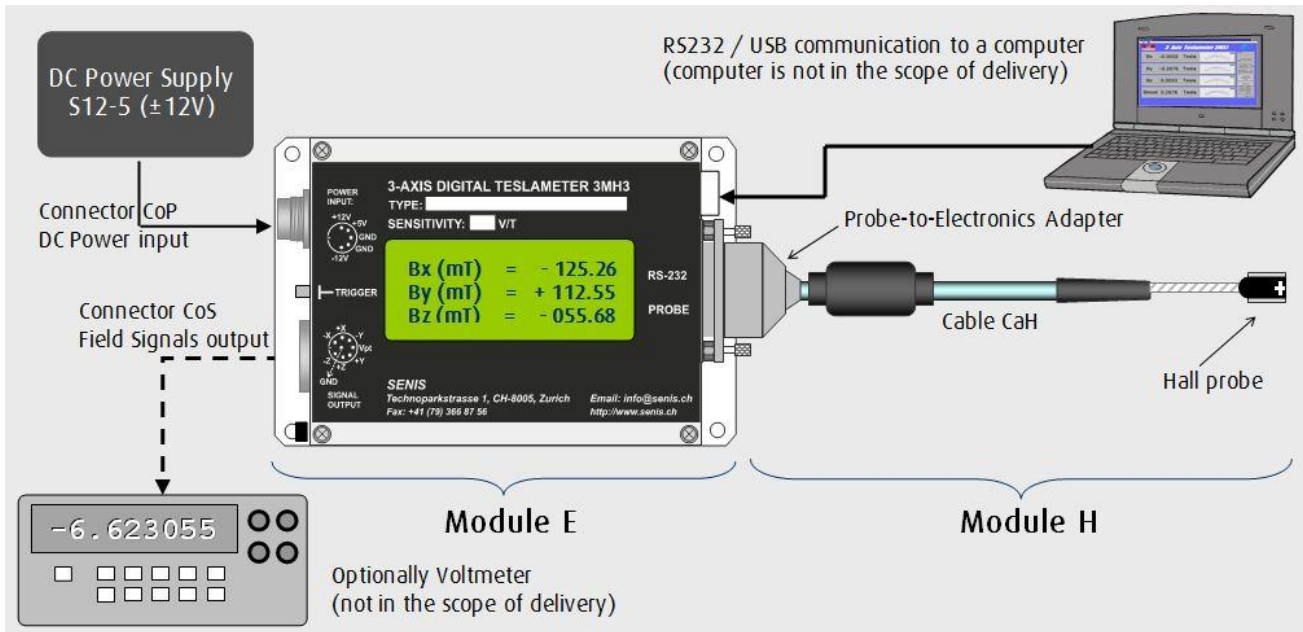 DC Power Supply
S12-5 (±12V)
RS232 / USB communication to a computer
(computer is not in the scope of delivery)
Connector CoP
DC Power input
POWER
INPUT:
+12V
+5V
GND
GND
-12V
3-AXIS DIGITAL TESLAMETER 3MH3
TYPE:
SENSITIVITY: V/T
Bx (mT) = - 125.26
By (mT) = + 112.55
Bz (mT) = - 055.68
RS-232
PROBE
TRIGGER
Probe-to-Electronics Adapter
Cable CaH
Hall probe
Connector CoS
Field Signals output
+X
-X
-Y
Vpt
+Y
-Z
+Z
GND
SIGNAL
OUTPUT
SENIS
Technoparkstrasse 1, CH-8005, Zurich Email: info@senis.ch
Fax: +41 (79) 366 87 56 http://www.senis.ch
Module E
Module H
-6.623055
Optionally Voltmeter
(not in the scope of delivery)